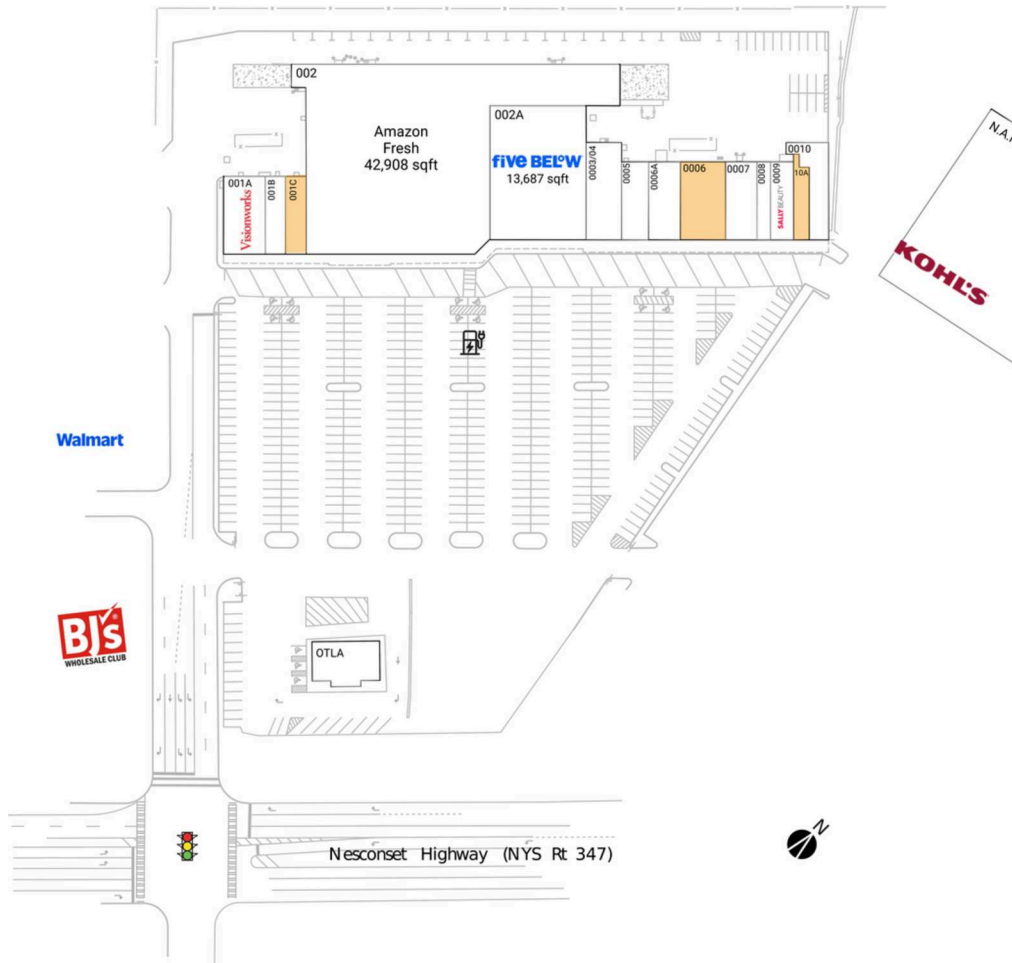 002
Amazon
Fresh
42,908 sqft
002A
five BELOW
13,687 sqft
0003/04
0005
0006A
0006
0007
0008
0009
SALLY BEAUTY
0010
10A
001A
Visionworks
001B
001C
N.A.
KOHL'S
Walmart
BJ's
WHOLESALE CLUB
OTLA
Nesconset Highway (NYS Rt 347)
N